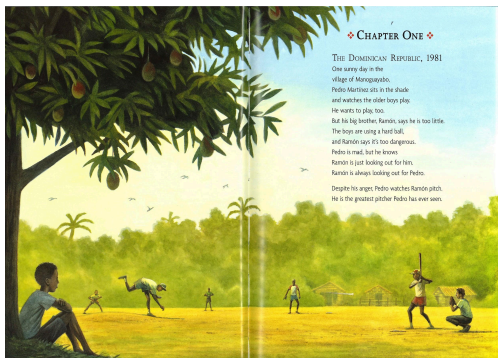 ❖ CHAPTER ONE ❖
THE DOMINICAN REPUBLIC, 1981
One sunny day in the
village of Manoguayabo,
Pedro Martinez sits in the shade
and watches the older boys play.
He wants to play, too.
But his big brother, Ramón, says he is too little.
The boys are using a hard ball,
and Ramón says it's too dangerous.
Pedro is mad, but he knows
Ramón is just looking out for him.
Ramón is always looking out for Pedro.
Despite his anger, Pedro watches Ramón pitch.
He is the greatest pitcher Pedro has ever seen.